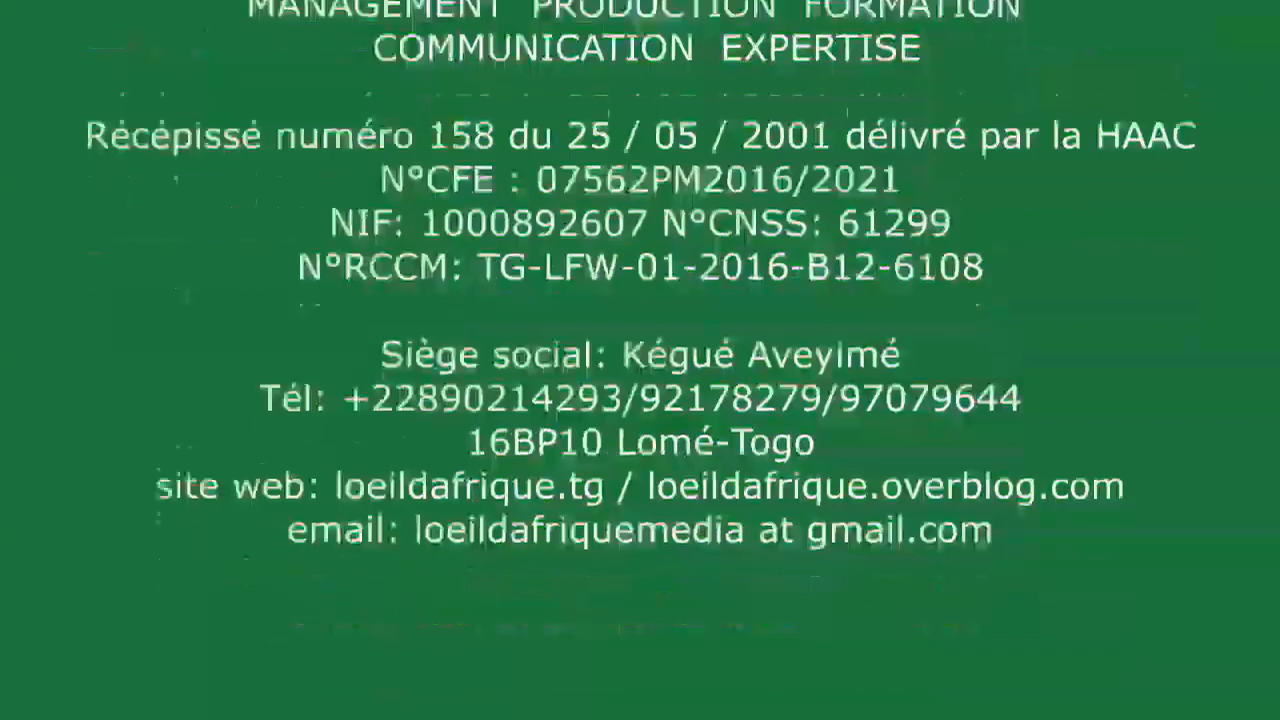 MANAGEMENT PRODUCTION FORMATION
COMMUNICATION EXPERTISE
Récépissé numéro 158 du 25 / 05 / 2001 délivré par la HAAC
N°CFE : 07562PM2016/2021
NIF: 1000892607 N°CNSS: 61299
N°RCCM: TG-LFW-01-2016-B12-6108
Siège social: Kégué Aveyimé
Tél: +22890214293/92178279/97079644
16BP10 Lomé-Togo
site web: loeildafrique.tg / loeildafrique.overblog.com
email: loeildafriquemedia at gmail.com